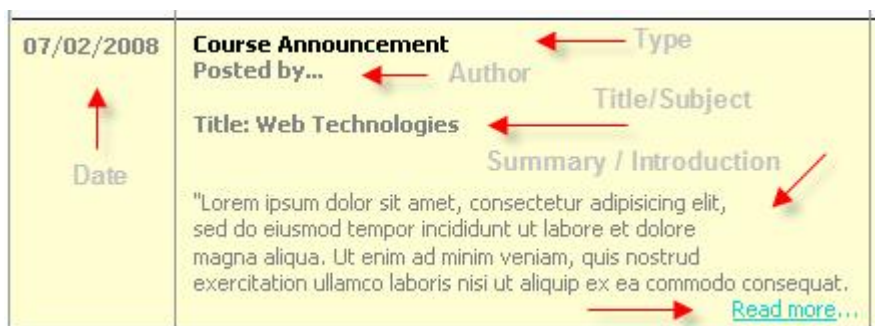 07/02/2008
Course Announcement
Type
Posted by...
Author
Title/Subject
Title: Web Technologies
Date
Summary / Introduction
"Lorem ipsum dolor sit amet, consectetur adipisicing elit,
sed do eiusmod tempor incididunt ut labore et dolore
magna aliqua. Ut enim ad minim veniam, quis nostrud
exercitation ullamco laboris nisi ut aliquip ex ea commodo consequat.
Read more...